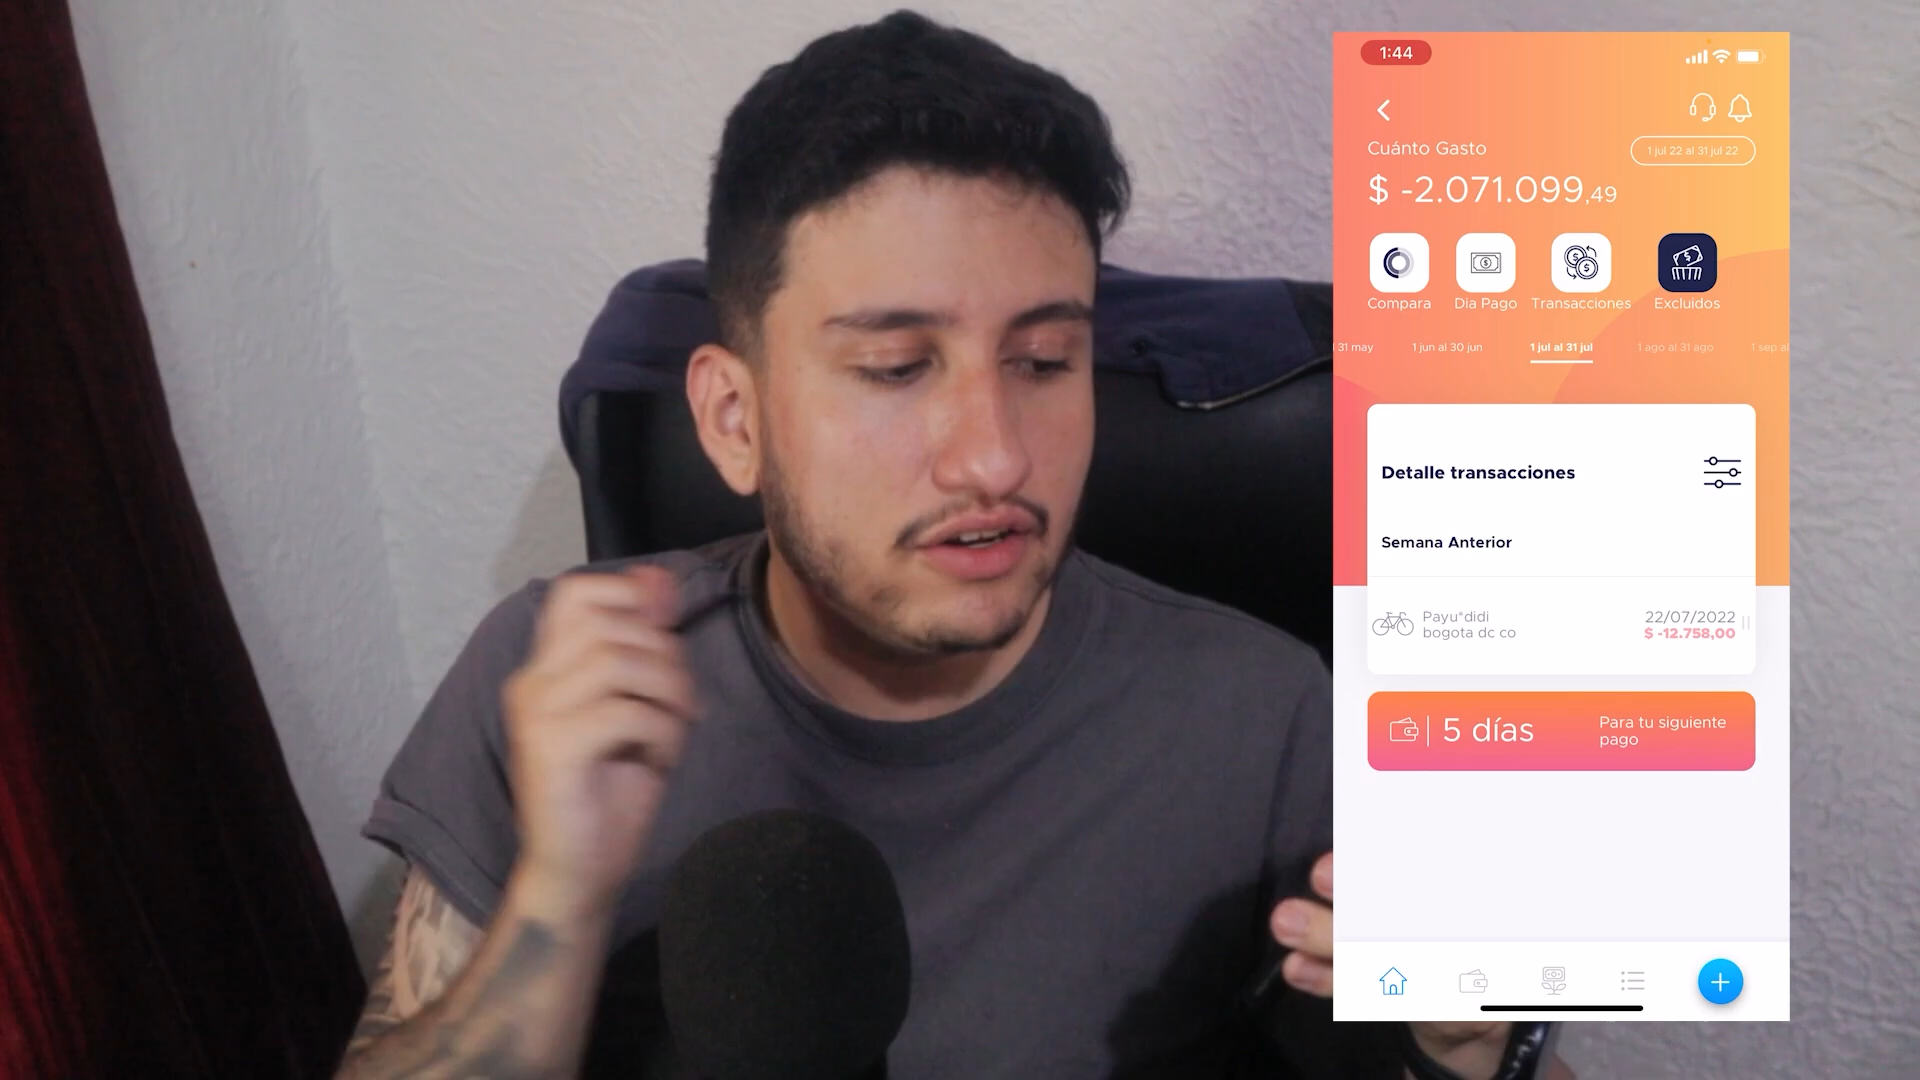 1:44
Cuánto Gasto
1 jul 22 al 31 jul 22
$ -2.071.099,49
Compara
Dia Pago
Transacciones
Excluidos
31 may
1 jun al 30 jun
1 jul al 31 jul
1 ago al 31 ago
1 sep al
Detalle transacciones
Semana Anterior
Payu*didi
bogota dc co
22/07/2022
$ -12.758,00
5 días
Para tu siguiente
pago